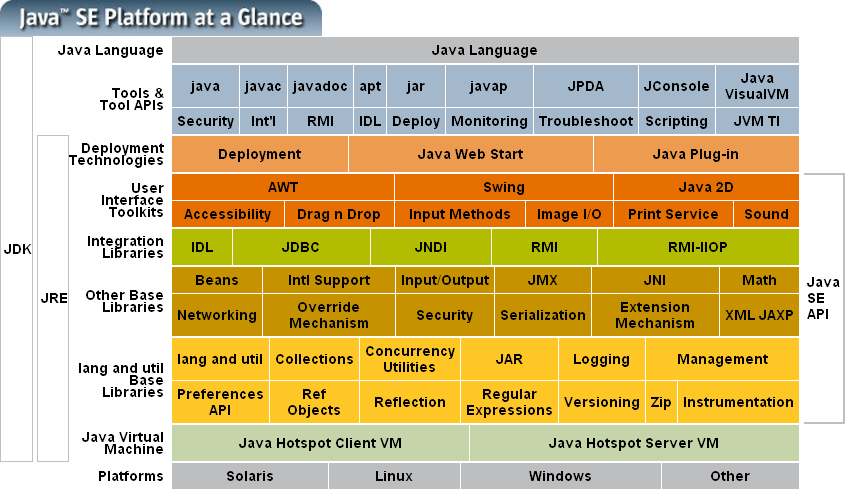 Java™ SE Platform at a Glance
Java Language Java Language
Tools & Tool APIs
java javac javadoc apt jar javap JPDA JConsole Java VisualVM
Security Int'l RMI IDL Deploy Monitoring Troubleshoot Scripting JVM TI
Deployment Technologies
Deployment Java Web Start Java Plug-in
User Interface Toolkits
AWT Swing Java 2D
Accessibility Drag n Drop Input Methods Image I/O Print Service Sound
Integration Libraries
IDL JDBC JNDI RMI RMI-IIOP
JDK
JRE
Other Base Libraries
Beans Intl Support Input/Output JMX JNI Math
Networking Override Mechanism Security Serialization Extension Mechanism XML JAXP
Java SE API
lang and util Base Libraries
lang and util Collections Concurrency Utilities JAR Logging Management
Preferences API Ref Objects Reflection Regular Expressions Versioning Zip Instrumentation
Java Virtual Machine
Java Hotspot Client VM Java Hotspot Server VM
Platforms Solaris Linux Windows Other